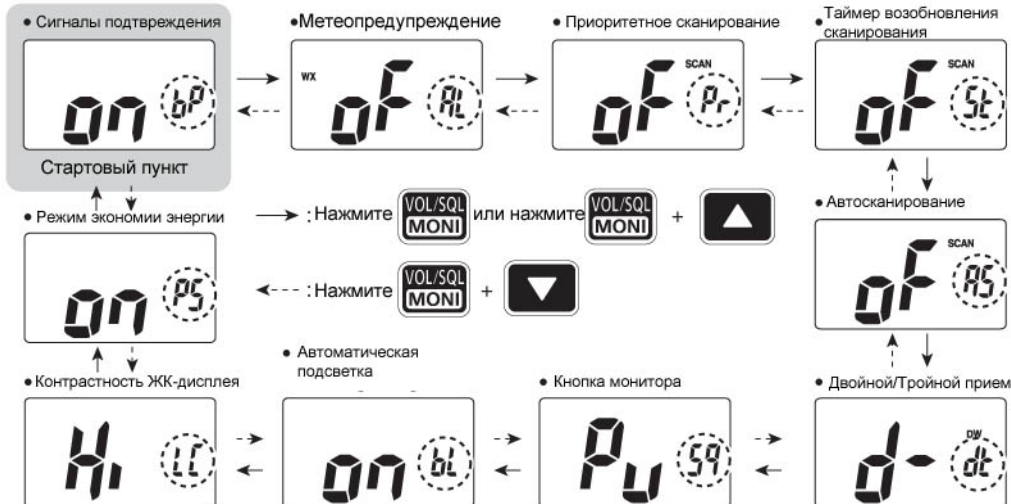 • Сигналы подтвреждения
on bP
Стартовый пункт
•Метеопредупреждение
WX
oF AL
• Приоритетное сканирование
SCAN
oF Pr
• Таймер возобновления
сканирования
SCAN
oF St
• Режим экономии энергии
on PS
: Нажмите VOL/SQL MONI или нажмите VOL/SQL MONI +
: Нажмите VOL/SQL MONI +
• Автосканирование
SCAN
oF AS
• Контрастность ЖК-дисплея
Hi LC
• Автоматическая
подсветка
on bL
• Кнопка монитора
Pu Sq
• Двойной/Тройной прием
DW
d- dt